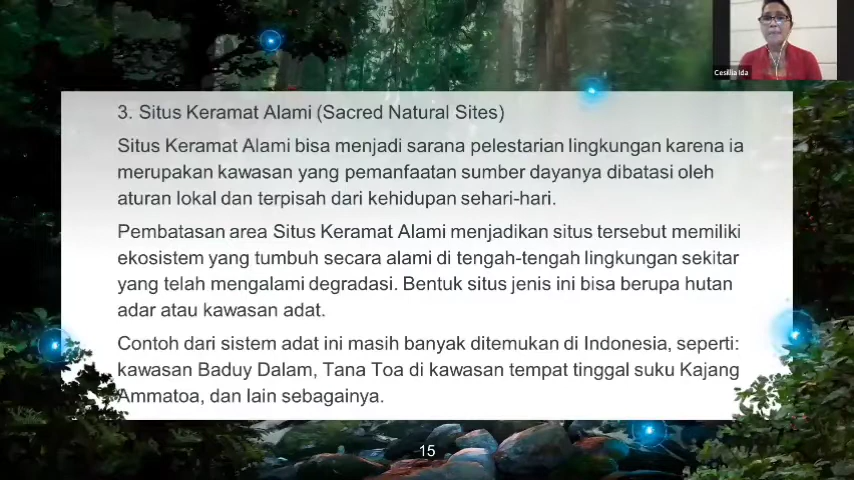 Cesillia Ida
3. Situs Keramat Alami (Sacred Natural Sites)
Situs Keramat Alami bisa menjadi sarana pelestarian lingkungan karena ia
merupakan kawasan yang pemanfaatan sumber dayanya dibatasi oleh
aturan lokal dan terpisah dari kehidupan sehari-hari.
Pembatasan area Situs Keramat Alami menjadikan situs tersebut memiliki
ekosistem yang tumbuh secara alami di tengah-tengah lingkungan sekitar
yang telah mengalami degradasi. Bentuk situs jenis ini bisa berupa hutan
adar atau kawasan adat.
Contoh dari sistem adat ini masih banyak ditemukan di Indonesia, seperti:
kawasan Baduy Dalam, Tana Toa di kawasan tempat tinggal suku Kajang
Ammatoa, dan lain sebagainya.
15